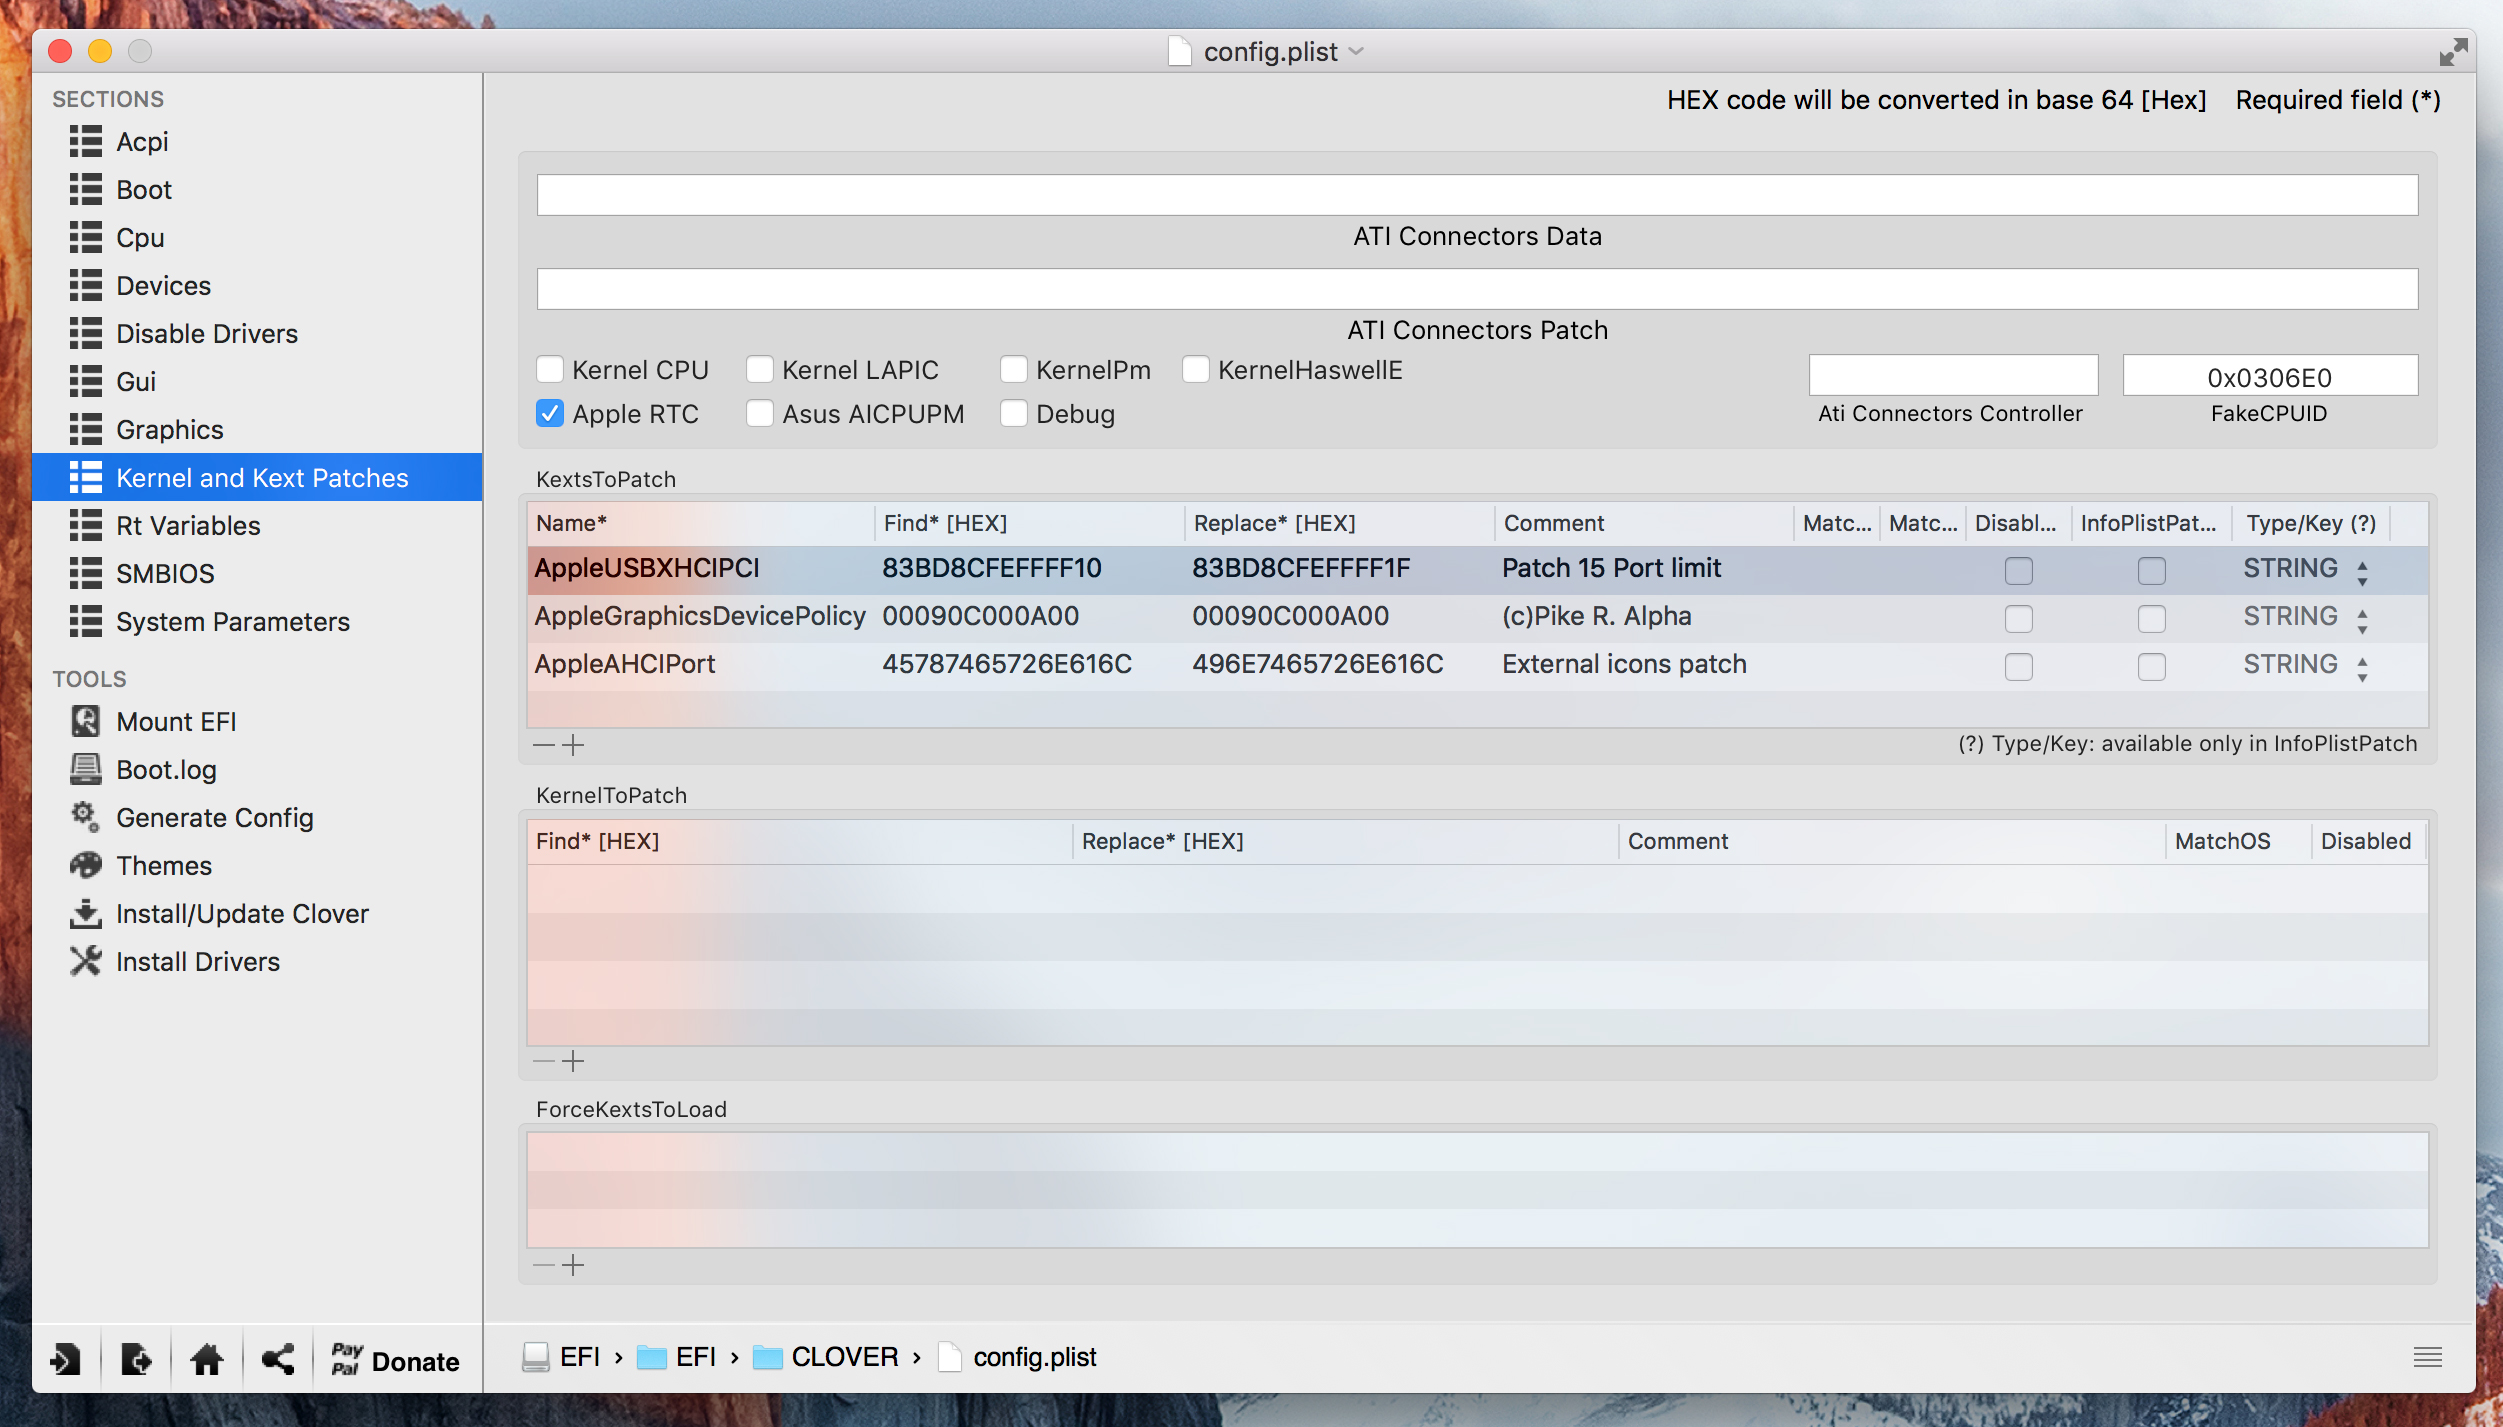 config.plist
SECTIONS
Acpi
Boot
Cpu
Devices
Disable Drivers
Gui
Graphics
Kernel and Kext Patches
Rt Variables
SMBIOS
System Parameters
TOOLS
Mount EFI
Boot.log
Generate Config
Themes
Install/Update Clover
Install Drivers
Pay
Pal Donate
HEX code will be converted in base 64 [Hex] Required field (*)
ATI Connectors Data
ATI Connectors Patch
Kernel CPU Kernel LAPIC KernelPm KernelHaswellE 0x0306E0
Apple RTC Asus AICPUPM Debug Ati Connectors Controller FakeCPUID
KextsToPatch
Name* Find* [HEX] Replace* [HEX] Comment Matc... Matc... Disabl... InfoPlistPat... Type/Key (?)
AppleUSBXHCIPCI 83BD8CFEFFFF10 83BD8CFEFFFF1F Patch 15 Port limit STRING
AppleGraphicsDevicePolicy 00090C000A00 00090C000A00 (c)Pike R. Alpha STRING
AppleAHCIPort 45787465726E616C 496E7465726E616C External icons patch STRING
(?) Type/Key: available only in InfoPlistPatch
KernelToPatch
Find* [HEX] Replace* [HEX] Comment MatchOS Disabled
ForceKextsToLoad
EFI › EFI › CLOVER › config.plist